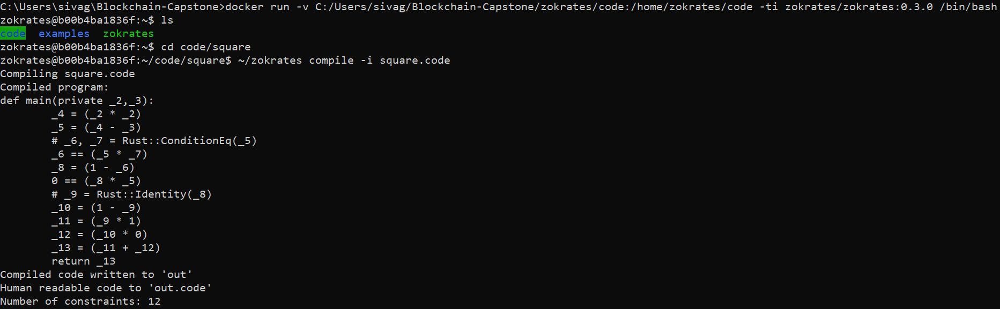 C:\Users\sivag\Blockchain-Capstone>docker run -v C:/Users/sivag/Blockchain-Capstone/zokrates/code:/home/zokrates/code -ti zokrates/zokrates:0.3.0 /bin/bash
zokrates@b00b4ba1836f:~$ ls
code  examples  zokrates
zokrates@b00b4ba1836f:~$ cd code/square
zokrates@b00b4ba1836f:~/code/square$ ~/zokrates compile -i square.code
Compiling square.code
Compiled program:
def main(private _2,_3):
        _4 = (_2 * _2)
        _5 = (_4 - _3)
        # _6, _7 = Rust::ConditionEq(_5)
        _6 == (_5 * _7)
        _8 = (1 - _6)
        0 == (_8 * _5)
        # _9 = Rust::Identity(_8)
        _10 = (1 - _9)
        _11 = (_9 * 1)
        _12 = (_10 * 0)
        _13 = (_11 + _12)
        return _13
Compiled code written to 'out'
Human readable code to 'out.code'
Number of constraints: 12